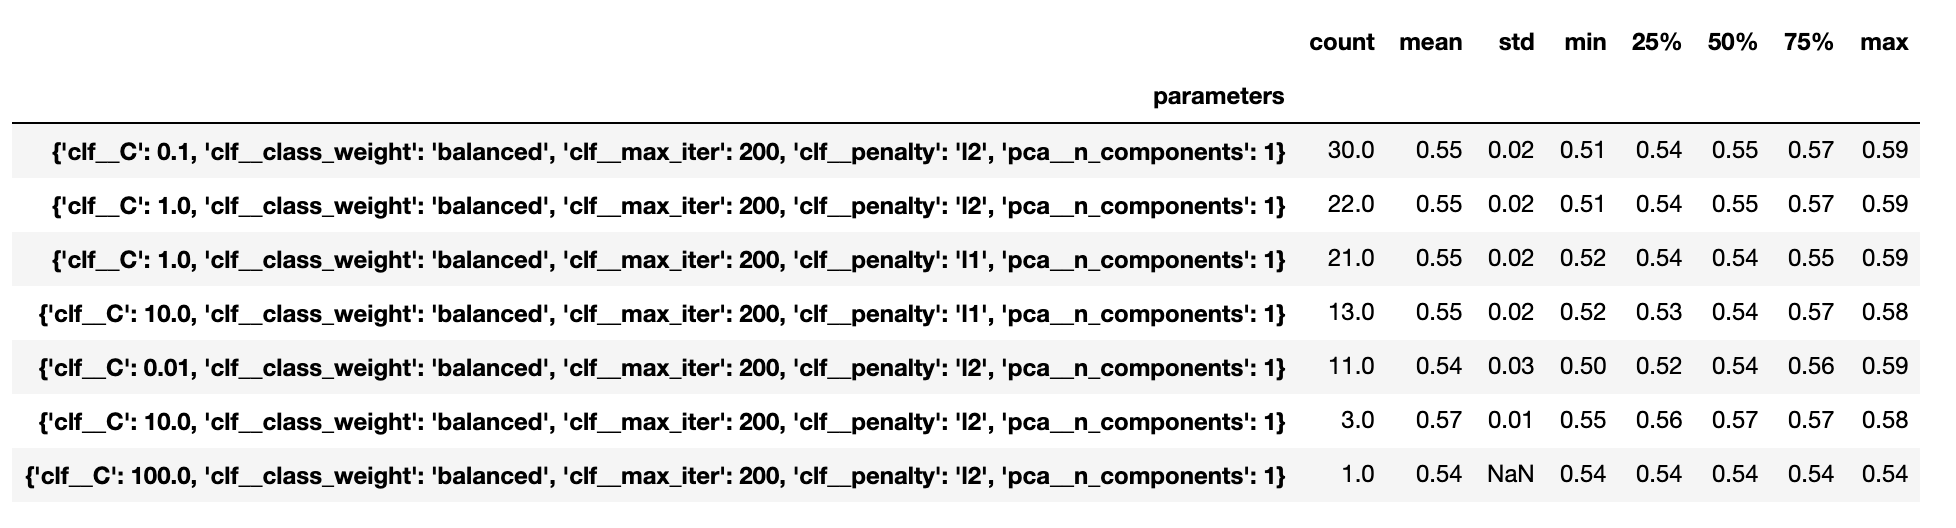 count mean std min 25% 50% 75% max
parameters
{'clf__C': 0.1, 'clf__class_weight': 'balanced', 'clf__max_iter': 200, 'clf__penalty': 'l2', 'pca__n_components': 1} 30.0 0.55 0.02 0.51 0.54 0.55 0.57 0.59
{'clf__C': 1.0, 'clf__class_weight': 'balanced', 'clf__max_iter': 200, 'clf__penalty': 'l2', 'pca__n_components': 1} 22.0 0.55 0.02 0.51 0.54 0.55 0.57 0.59
{'clf__C': 1.0, 'clf__class_weight': 'balanced', 'clf__max_iter': 200, 'clf__penalty': 'l1', 'pca__n_components': 1} 21.0 0.55 0.02 0.52 0.54 0.54 0.55 0.59
{'clf__C': 10.0, 'clf__class_weight': 'balanced', 'clf__max_iter': 200, 'clf__penalty': 'l1', 'pca__n_components': 1} 13.0 0.55 0.02 0.52 0.53 0.54 0.57 0.58
{'clf__C': 0.01, 'clf__class_weight': 'balanced', 'clf__max_iter': 200, 'clf__penalty': 'l2', 'pca__n_components': 1} 11.0 0.54 0.03 0.50 0.52 0.54 0.56 0.59
{'clf__C': 10.0, 'clf__class_weight': 'balanced', 'clf__max_iter': 200, 'clf__penalty': 'l2', 'pca__n_components': 1} 3.0 0.57 0.01 0.55 0.56 0.57 0.57 0.58
{'clf__C': 100.0, 'clf__class_weight': 'balanced', 'clf__max_iter': 200, 'clf__penalty': 'l2', 'pca__n_components': 1} 1.0 0.54 NaN 0.54 0.54 0.54 0.54 0.54